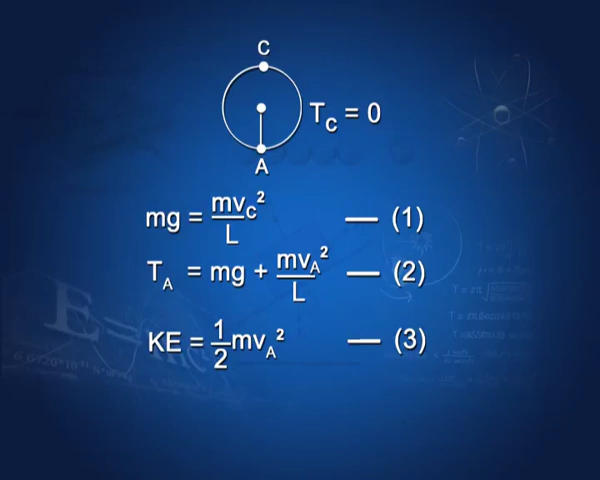 C
T_C = 0
A
mg = mv_C²/L — (1)
T_A = mg + mv_A²/L — (2)
KE = 1/2 mv_A² — (3)